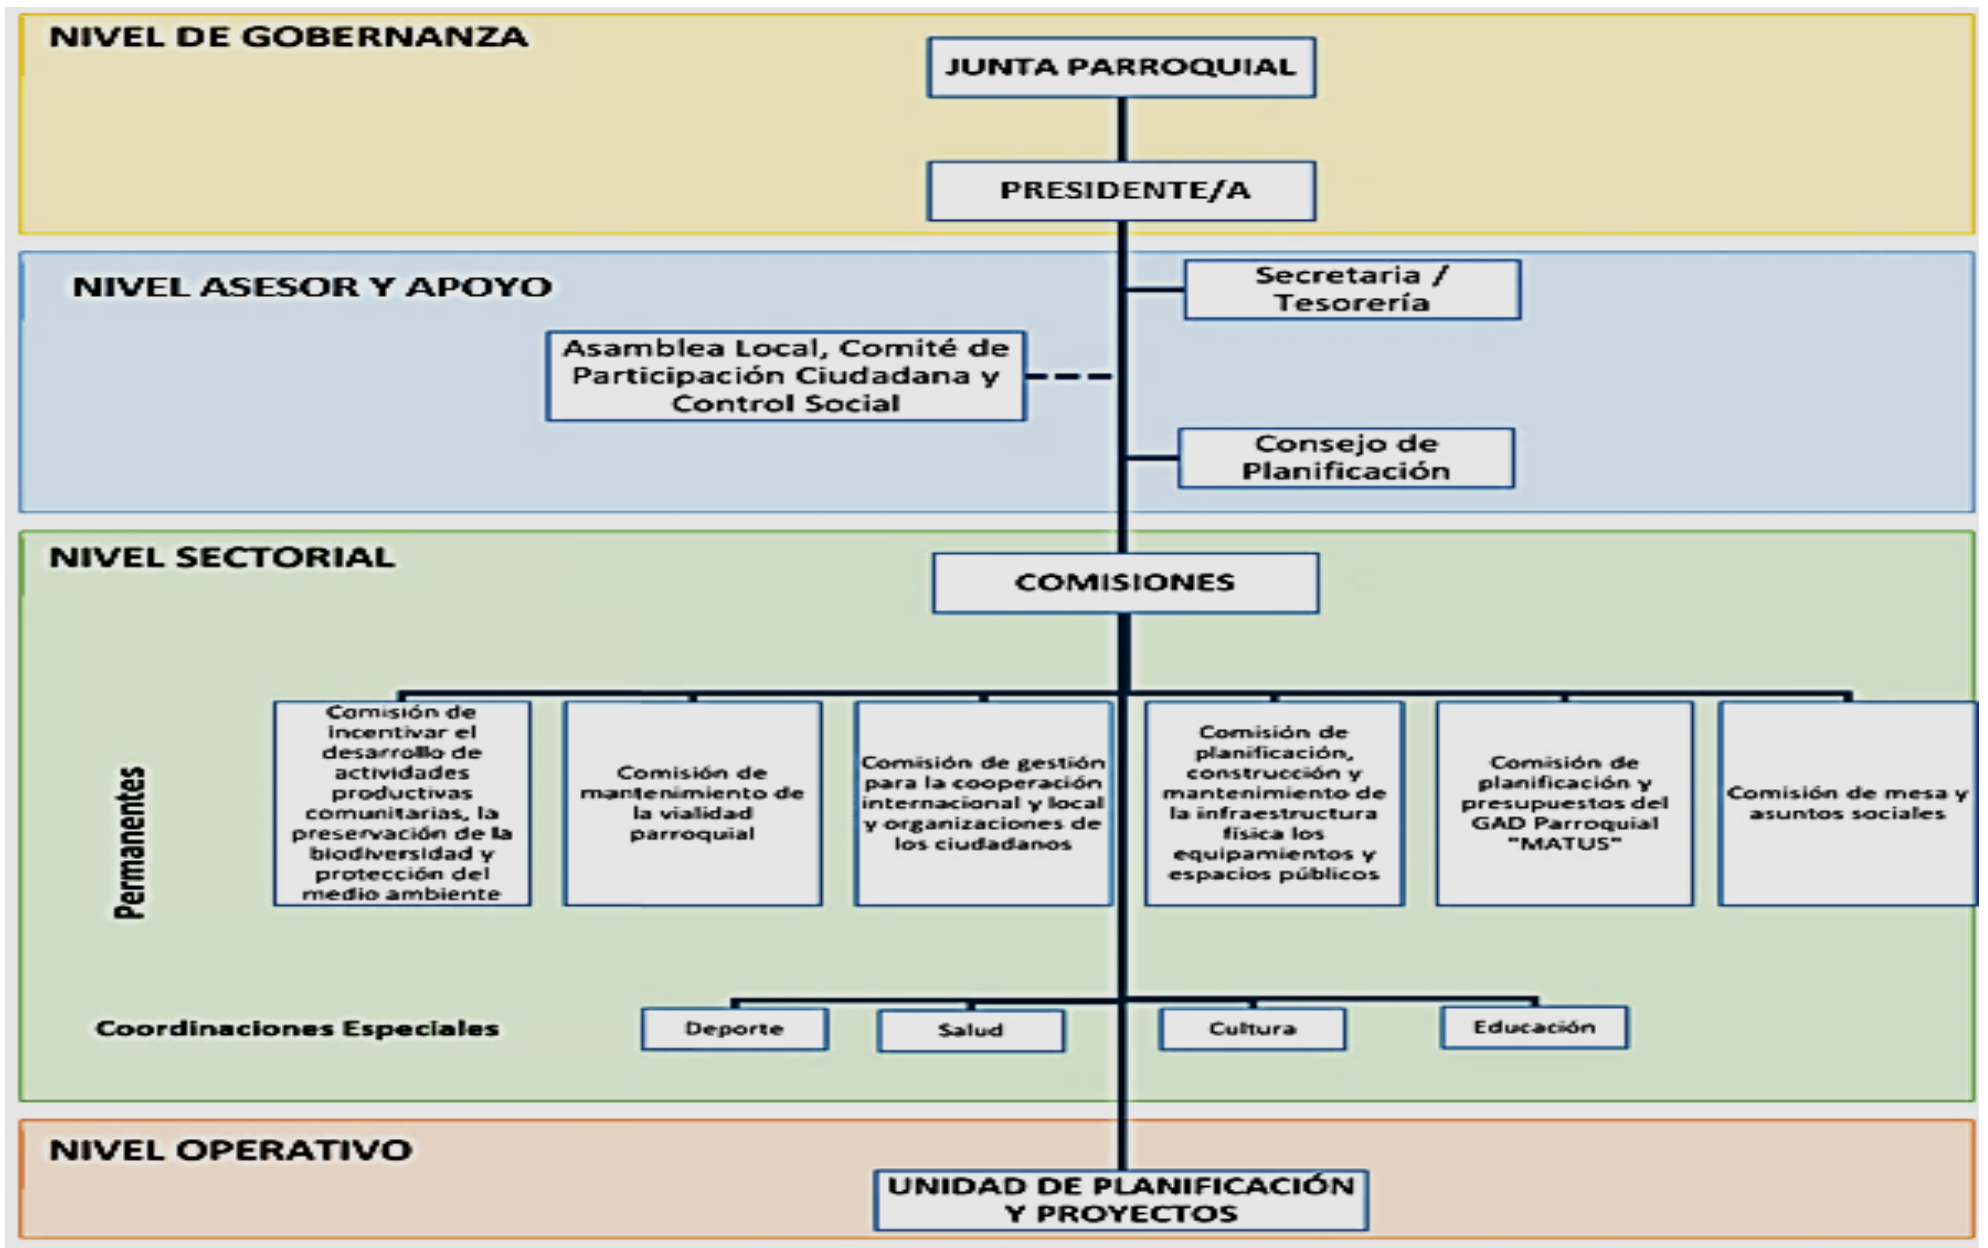 NIVEL DE GOBERNANZA
JUNTA PARROQUIAL
PRESIDENTE/A
NIVEL ASESOR Y APOYO
Secretaria /
Tesorería
Asamblea Local, Comité de
Participación Ciudadana y
Control Social
Consejo de
Planificación
NIVEL SECTORIAL
COMISIONES
Permanentes
Comisión de
incentivar el
desarrollo de
actividades
productivas
comunitarias, la
preservación de la
biodiversidad y
protección del
medio ambiente
Comisión de
mantenimiento de
la vialidad
parroquial
Comisión de gestión
para la cooperación
internacional y local
y organizaciones de
los ciudadanos
Comisión de
planificación,
construcción y
mantenimiento de
la infraestructura
física los
equipamientos y
espacios públicos
Comisión de
planificación y
presupuestos del
GAD Parroquial
"MATUS"
Comisión de mesa y
asuntos sociales
Coordinaciones Especiales
Deporte
Salud
Cultura
Educación
NIVEL OPERATIVO
UNIDAD DE PLANIFICACIÓN
Y PROYECTOS